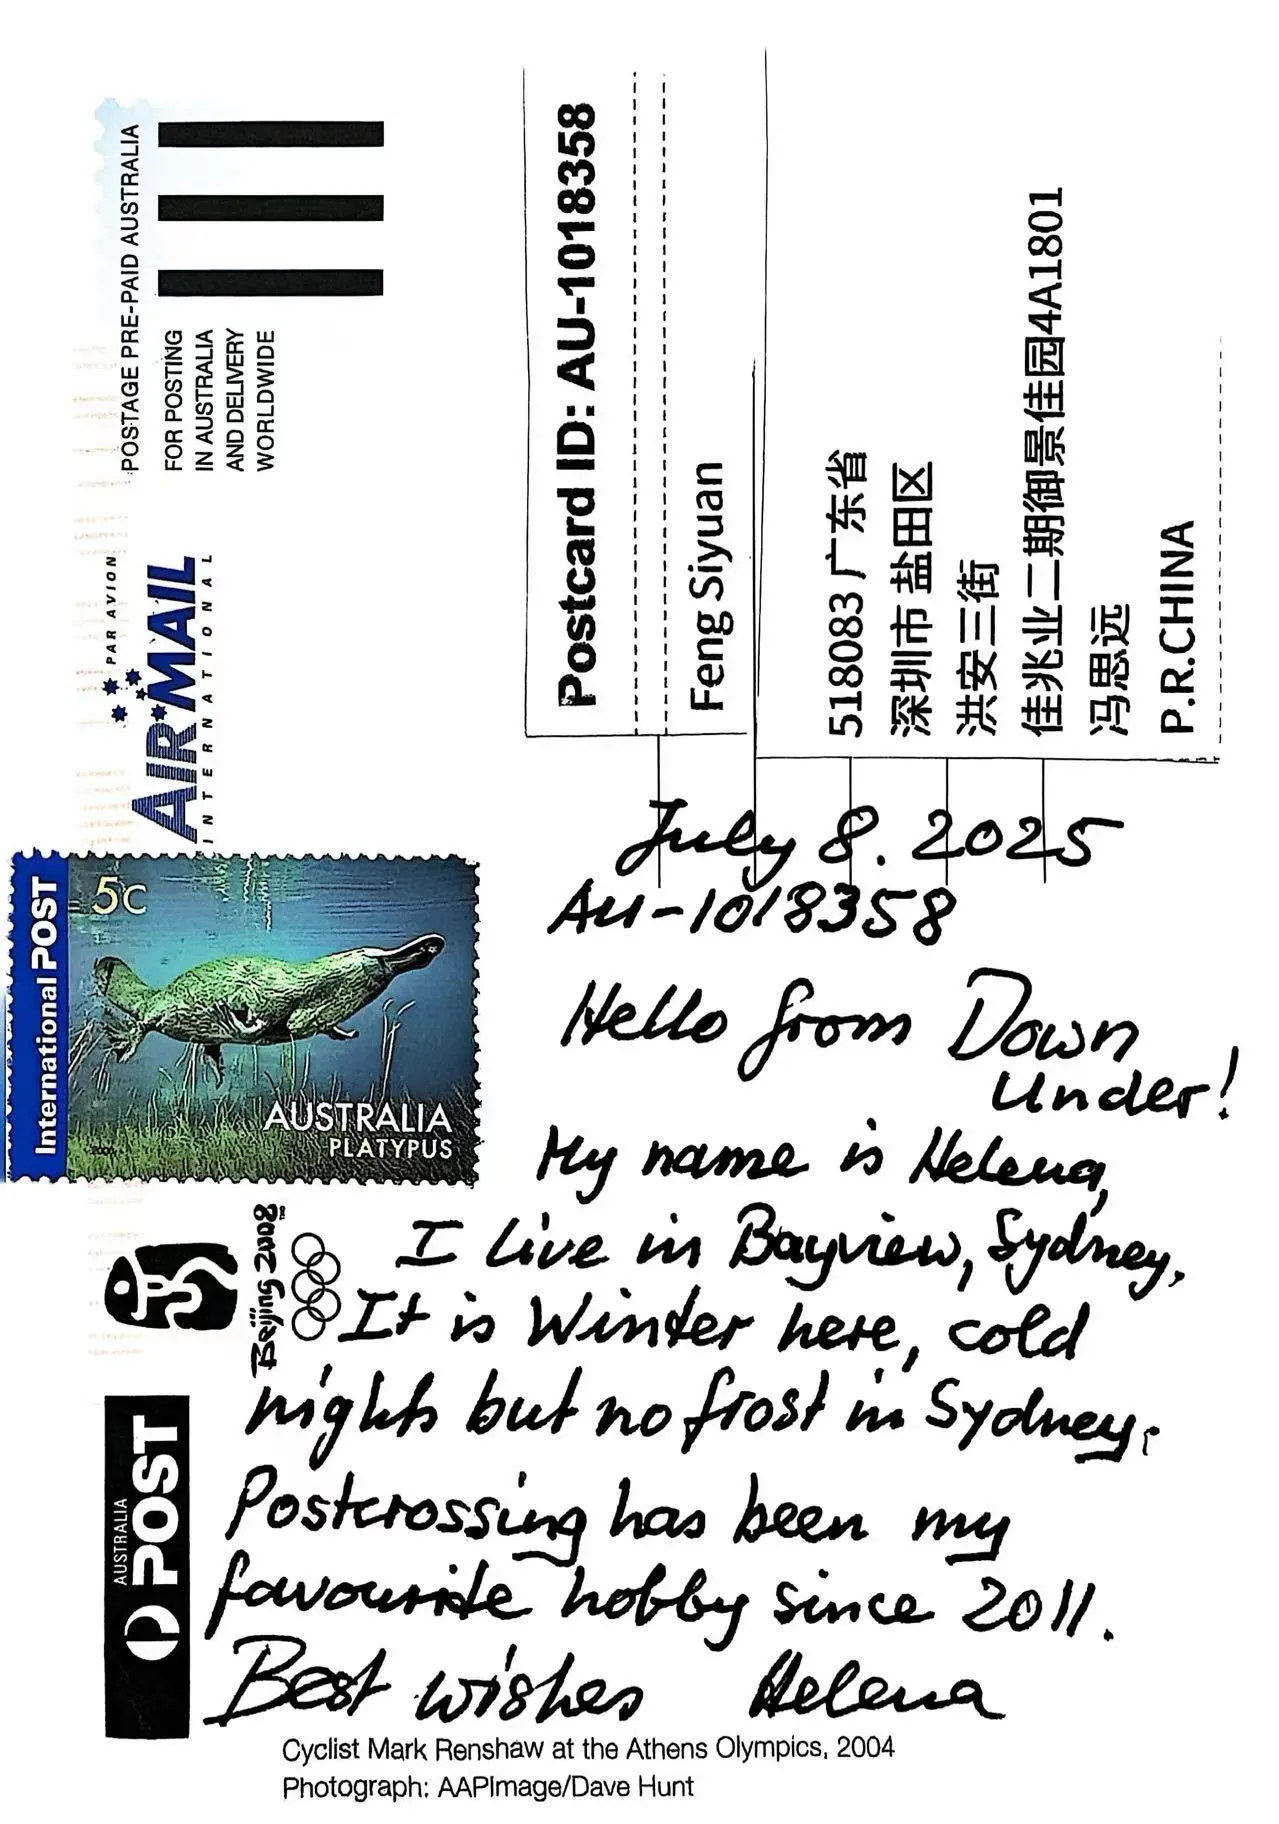 POSTAGE PRE-PAID AUSTRALIA
FOR POSTING
IN AUSTRALIA
AND DELIVERY
WORLDWIDE
PAR AVION
AIR MAIL
INTERNATIONAL
Postcard ID: AU-1018358
Feng Siyuan
518083 广东省
深圳市 盐田区
洪安三街
佳兆业二期御景佳园4A1801
冯思远
P.R.CHINA
International POST
5c
AUSTRALIA
PLATYPUS
Beijing 2008
AUSTRALIA
POST
July 8. 2025
AU-1018358
Hello from Down
Under!
My name is Helena,
I live in Bayview, Sydney.
It is Winter here, cold
nights but no frost in Sydney.
Postcrossing has been my
favourite hobby since 2011.
Best wishes Helena
Cyclist Mark Renshaw at the Athens Olympics, 2004
Photograph: AAPImage/Dave Hunt